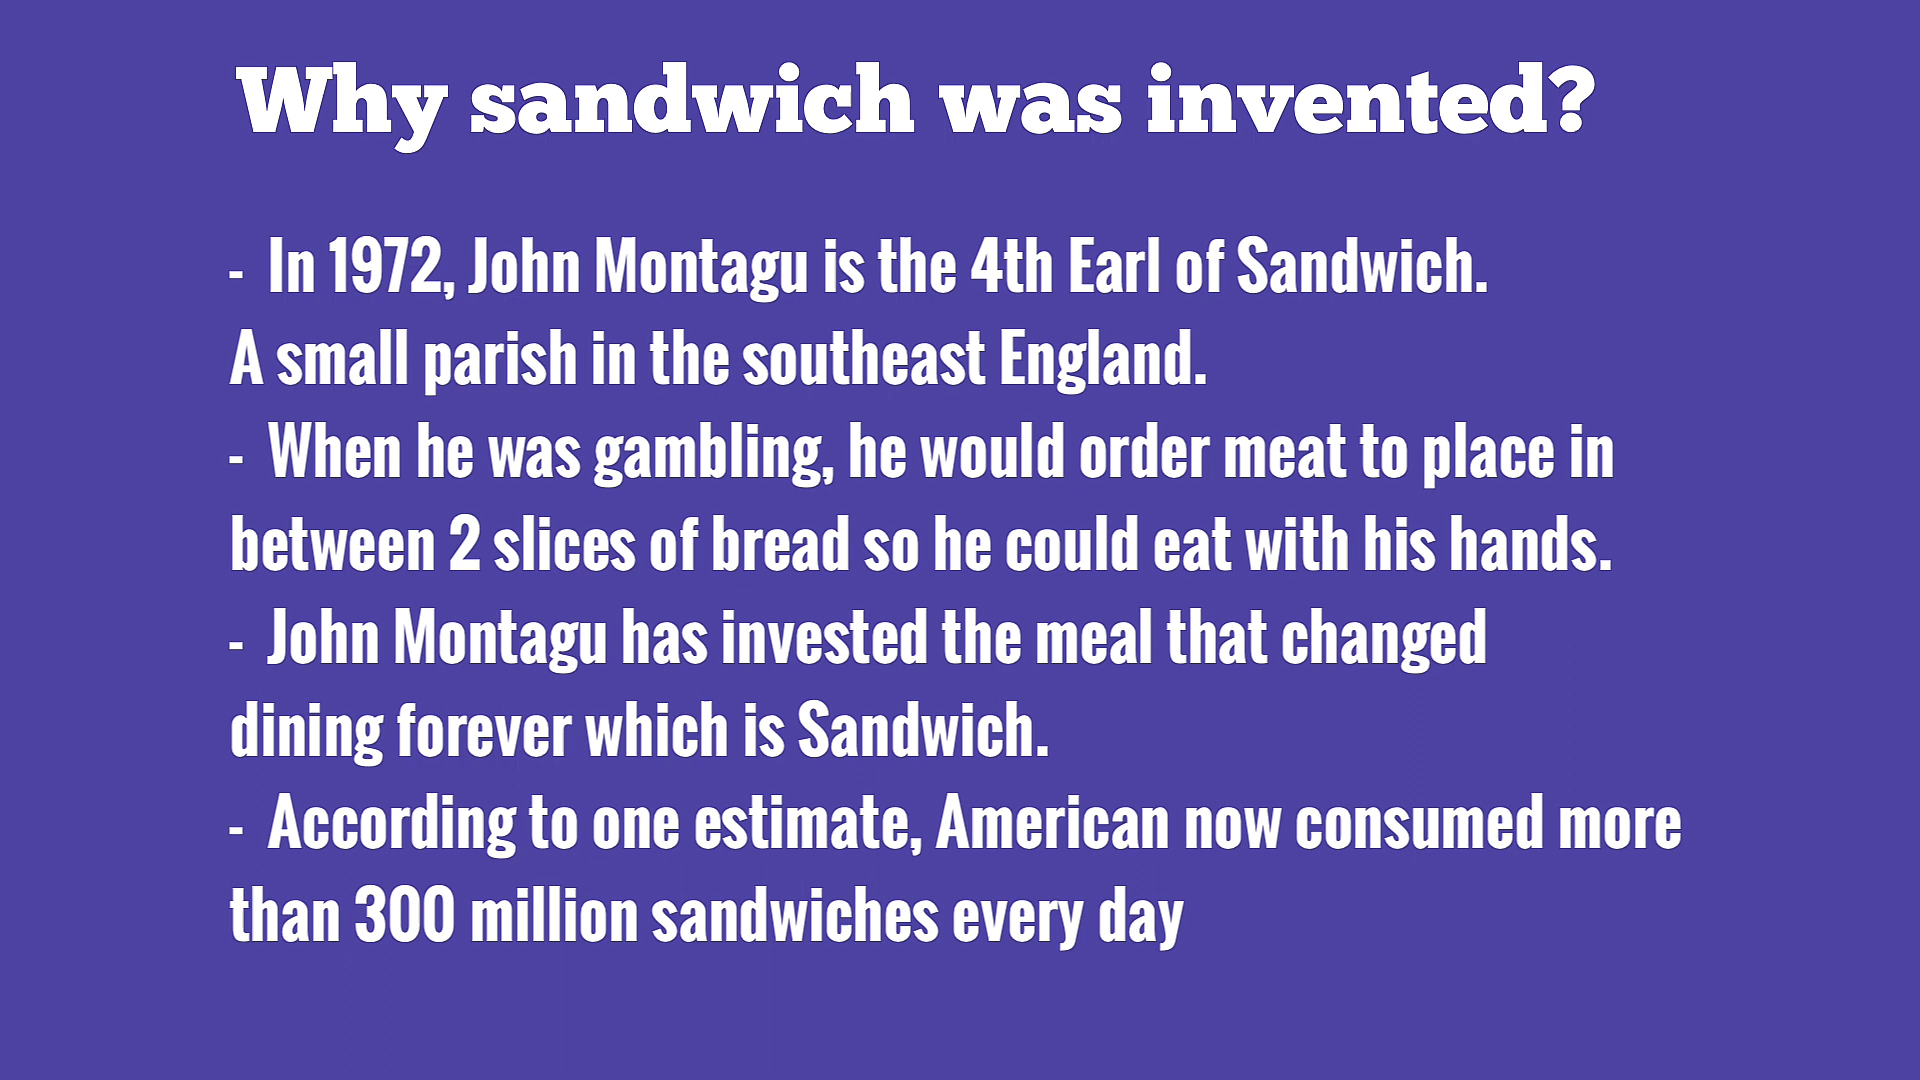 Why sandwich was invented?
- In 1972, John Montagu is the 4th Earl of Sandwich.
A small parish in the southeast England.
- When he was gambling, he would order meat to place in
between 2 slices of bread so he could eat with his hands.
- John Montagu has invested the meal that changed
dining forever which is Sandwich.
- According to one estimate, American now consumed more
than 300 million sandwiches every day